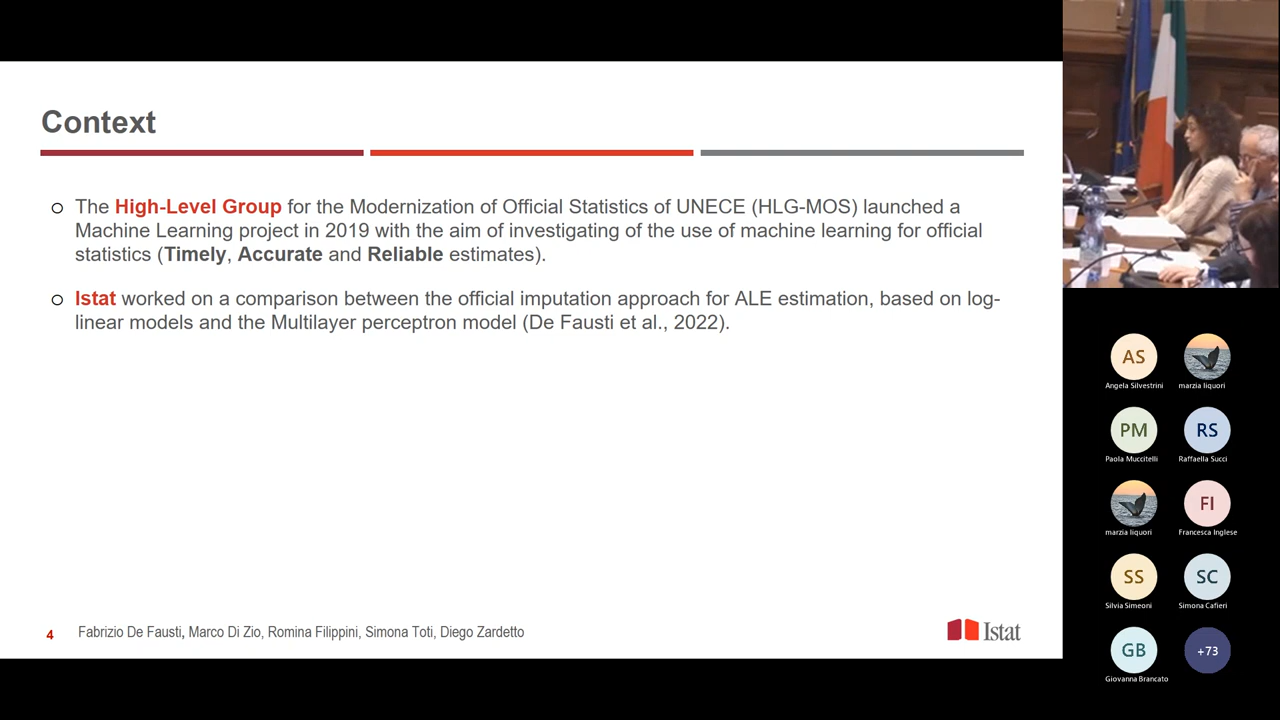 Context
The High-Level Group for the Modernization of Official Statistics of UNECE (HLG-MOS) launched a
Machine Learning project in 2019 with the aim of investigating of the use of machine learning for official
statistics (Timely, Accurate and Reliable estimates).
Istat worked on a comparison between the official imputation approach for ALE estimation, based on log-
linear models and the Multilayer perceptron model (De Fausti et al., 2022).
4
Fabrizio De Fausti, Marco Di Zio, Romina Filippini, Simona Toti, Diego Zardetto
Istat
AS
Angela Silvestrini
marzia liquori
PM
Paola Muccitelli
RS
Raffaella Succi
marzia liquori
FI
Francesca Inglese
SS
Silvia Simeoni
SC
Simona Cafieri
GB
Giovanna Brancato
+73